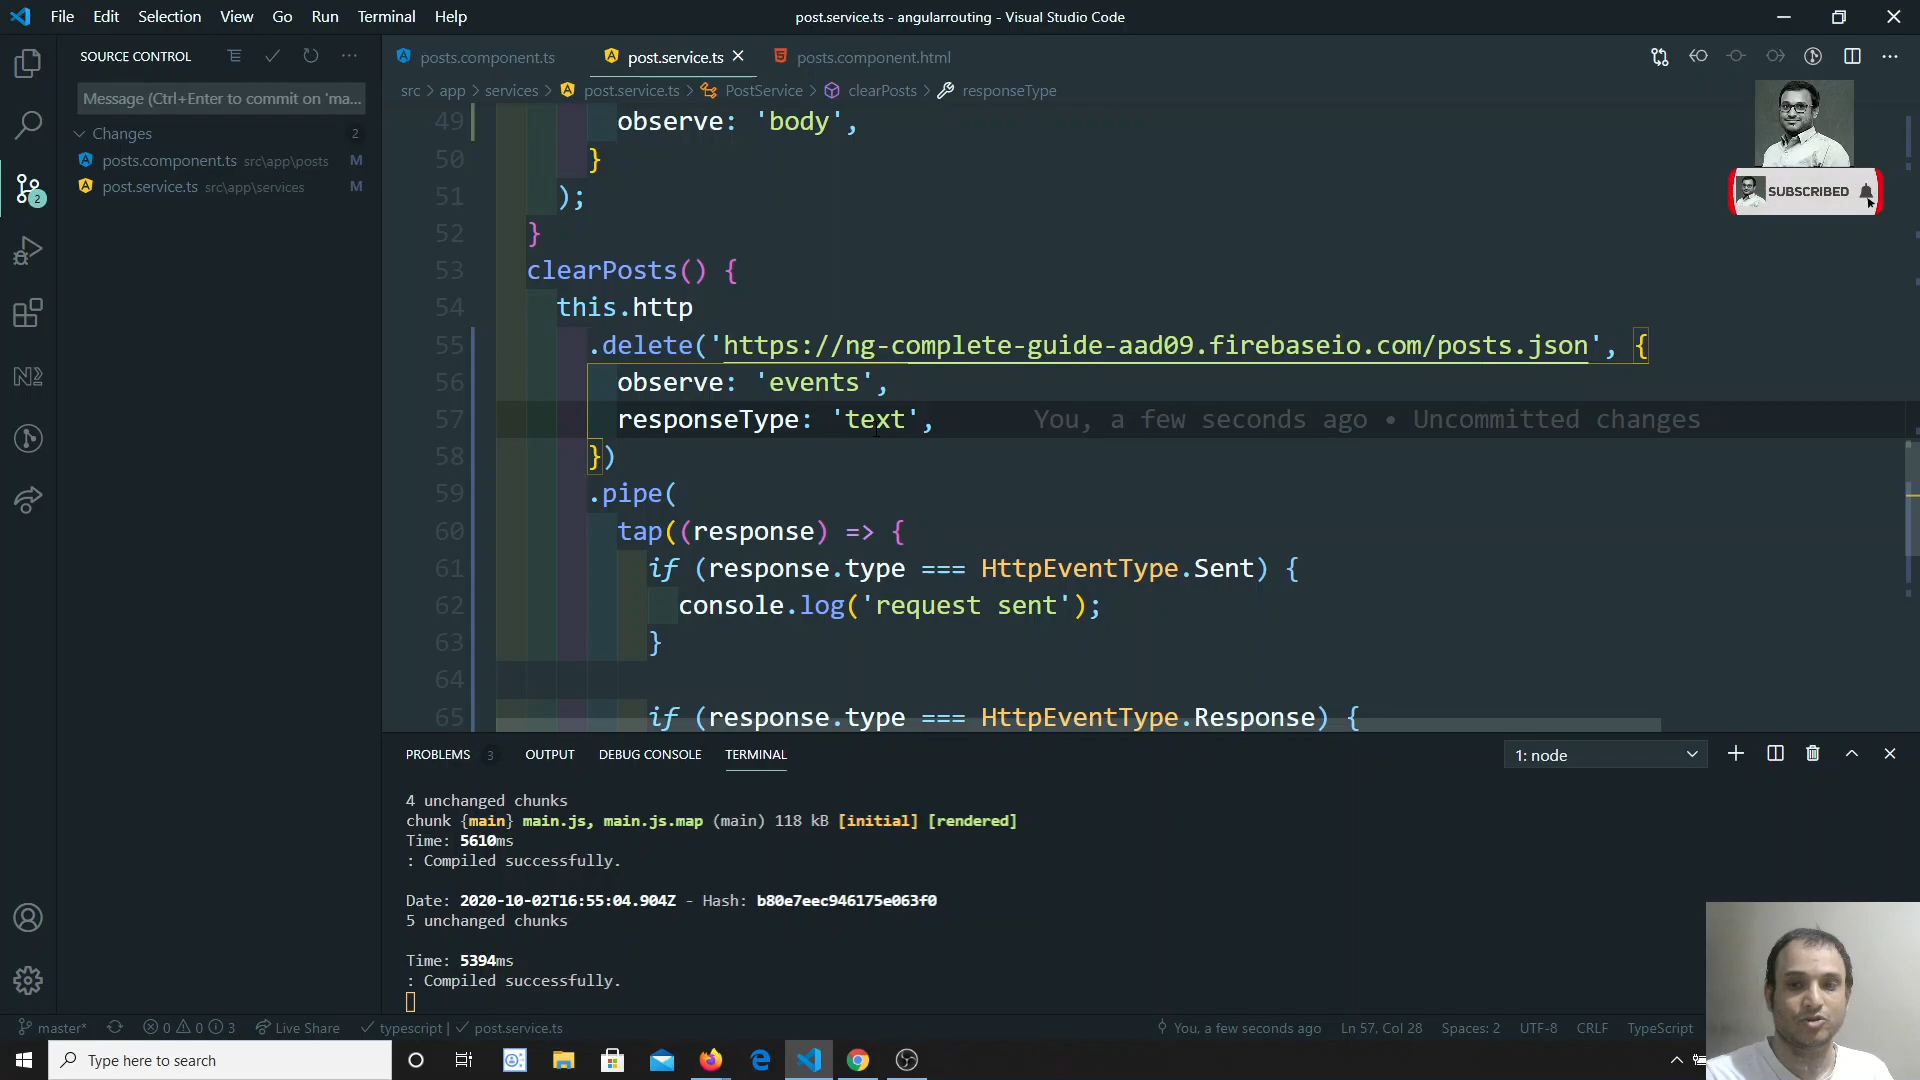 File Edit Selection View Go Run Terminal Help
post.service.ts - angularrouting - Visual Studio Code
SOURCE CONTROL
posts.component.ts post.service.ts posts.component.html
Message (Ctrl+Enter to commit on 'ma...
src > app > services > post.service.ts > PostService > clearPosts > responseType
Changes 2
posts.component.ts src\app\posts M
post.service.ts src\app\services M
2
SUBSCRIBED
49 observe: 'body',
50 }
51 );
52 }
53 clearPosts() {
54 this.http
55 .delete('https://ng-complete-guide-aad09.firebaseio.com/posts.json', {
56 observe: 'events',
57 responseType: 'text', You, a few seconds ago • Uncommitted changes
58 })
59 .pipe(
60 tap((response) => {
61 if (response.type === HttpEventType.Sent) {
62 console.log('request sent');
63 }
64
65 if (response.type === HttpEventType.Response) {
PROBLEMS 3 OUTPUT DEBUG CONSOLE TERMINAL
1: node
4 unchanged chunks
chunk {main} main.js, main.js.map (main) 118 kB [initial] [rendered]
Time: 5610ms
: Compiled successfully.
Date: 2020-10-02T16:55:04.904Z - Hash: b80e7eec946175e063f0
5 unchanged chunks
Time: 5394ms
: Compiled successfully.
master* 0 0 3 Live Share typescript | post.service.ts
You, a few seconds ago Ln 57, Col 28 Spaces: 2 UTF-8 CRLF TypeScript
Type here to search